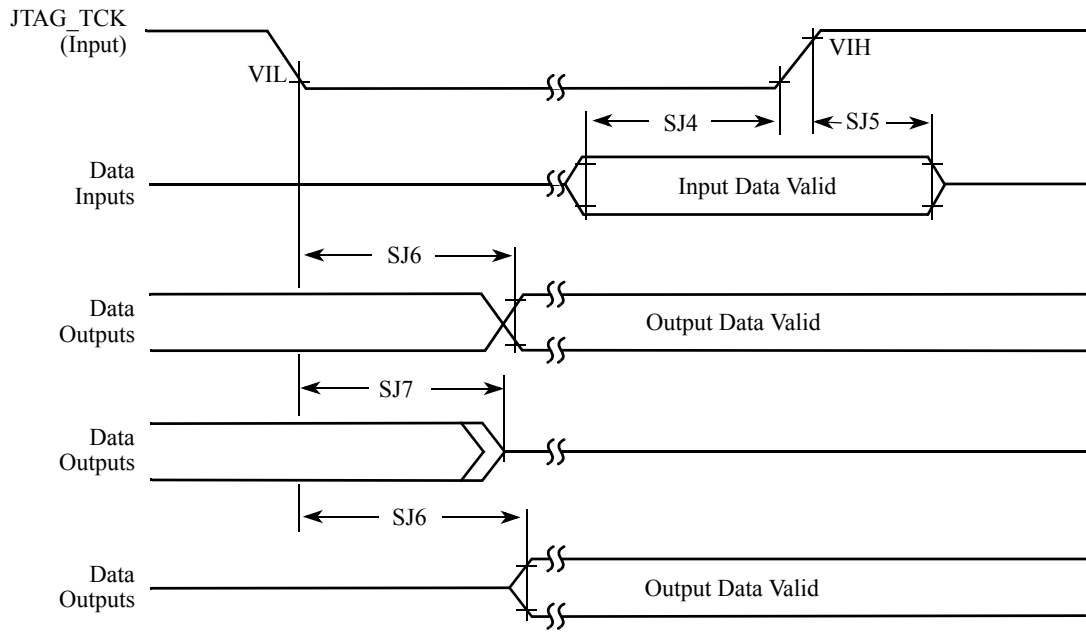 JTAG_TCK
(Input)
VIL
VIH
SJ4
SJ5
Data
Inputs
Input Data Valid
SJ6
Data
Outputs
Output Data Valid
SJ7
Data
Outputs
SJ6
Data
Outputs
Output Data Valid